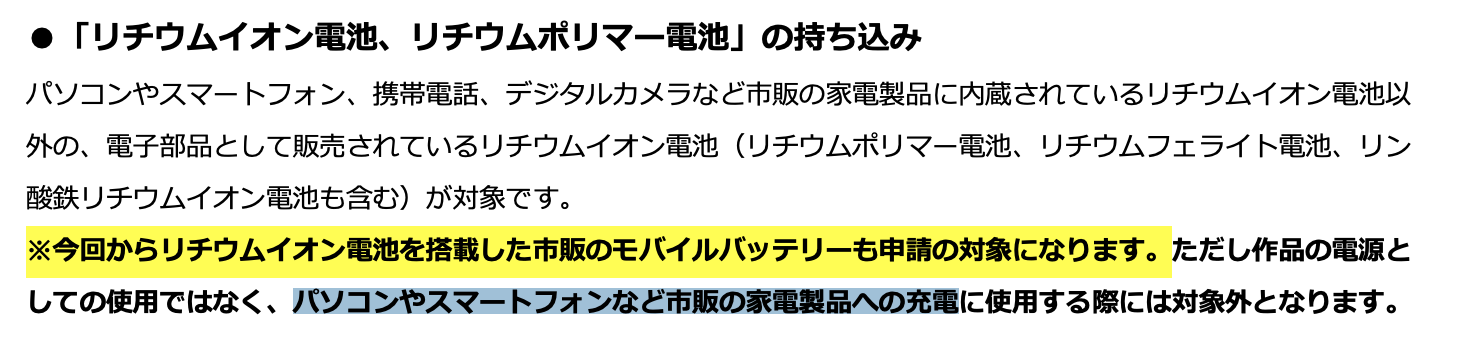 ●「リチウムイオン電池、リチウムポリマー電池」の持ち込み
パソコンやスマートフォン、携帯電話、デジタルカメラなど市販の家電製品に内蔵されているリチウムイオン電池以
外の、電子部品として販売されているリチウムイオン電池（リチウムポリマー電池、リチウムフェライト電池、リン
酸鉄リチウムイオン電池も含む）が対象です。
※今回からリチウムイオン電池を搭載した市販のモバイルバッテリーも申請の対象になります。ただし作品の電源と
しての使用ではなく、パソコンやスマートフォンなど市販の家電製品への充電に使用する際には対象外となります。